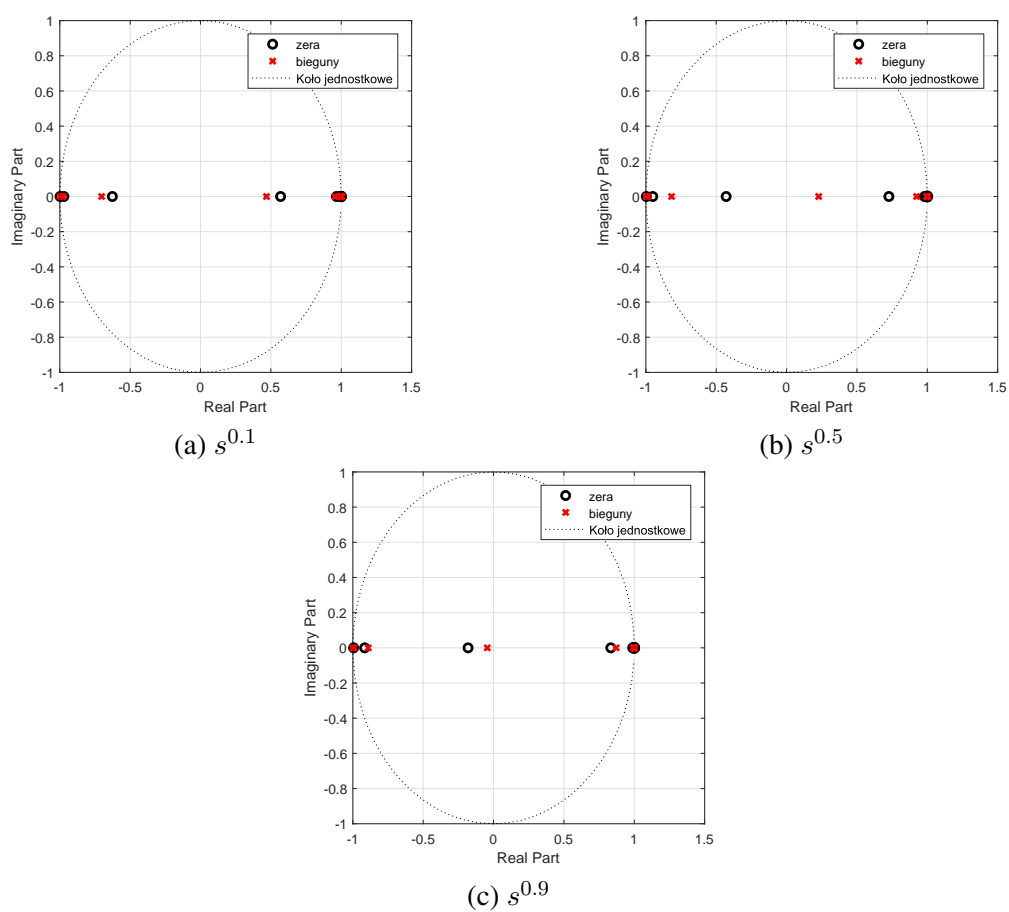 1
0.8
0.6
0.4
0.2
0
-0.2
-0.4
-0.6
-0.8
-1
Imaginary Part
-1 -0.5 0 0.5 1 1.5
Real Part
zera
bieguny
Koło jednostkowe
(a) s^0.1
1
0.8
0.6
0.4
0.2
0
-0.2
-0.4
-0.6
-0.8
-1
Imaginary Part
-1 -0.5 0 0.5 1 1.5
Real Part
zera
bieguny
Koło jednostkowe
(b) s^0.5
1
0.8
0.6
0.4
0.2
0
-0.2
-0.4
-0.6
-0.8
-1
Imaginary Part
-1 -0.5 0 0.5 1 1.5
Real Part
zera
bieguny
Koło jednostkowe
(c) s^0.9